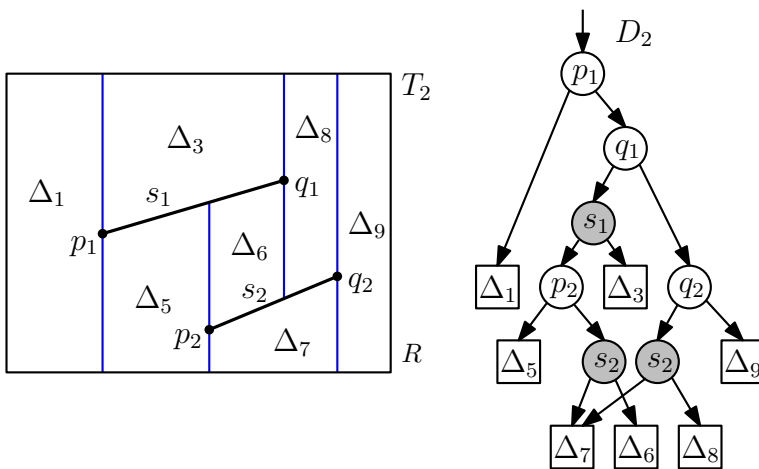 D₂
p₁
T₂
Δ₈
Δ₃
q₁
s₁
q₁
Δ₁
s₁
Δ₉
p₁
Δ₆
Δ₁
p₂
Δ₃
q₂
Δ₅
s₂
q₂
p₂
Δ₇
R
Δ₅
s₂
s₂
Δ₉
Δ₇
Δ₆
Δ₈